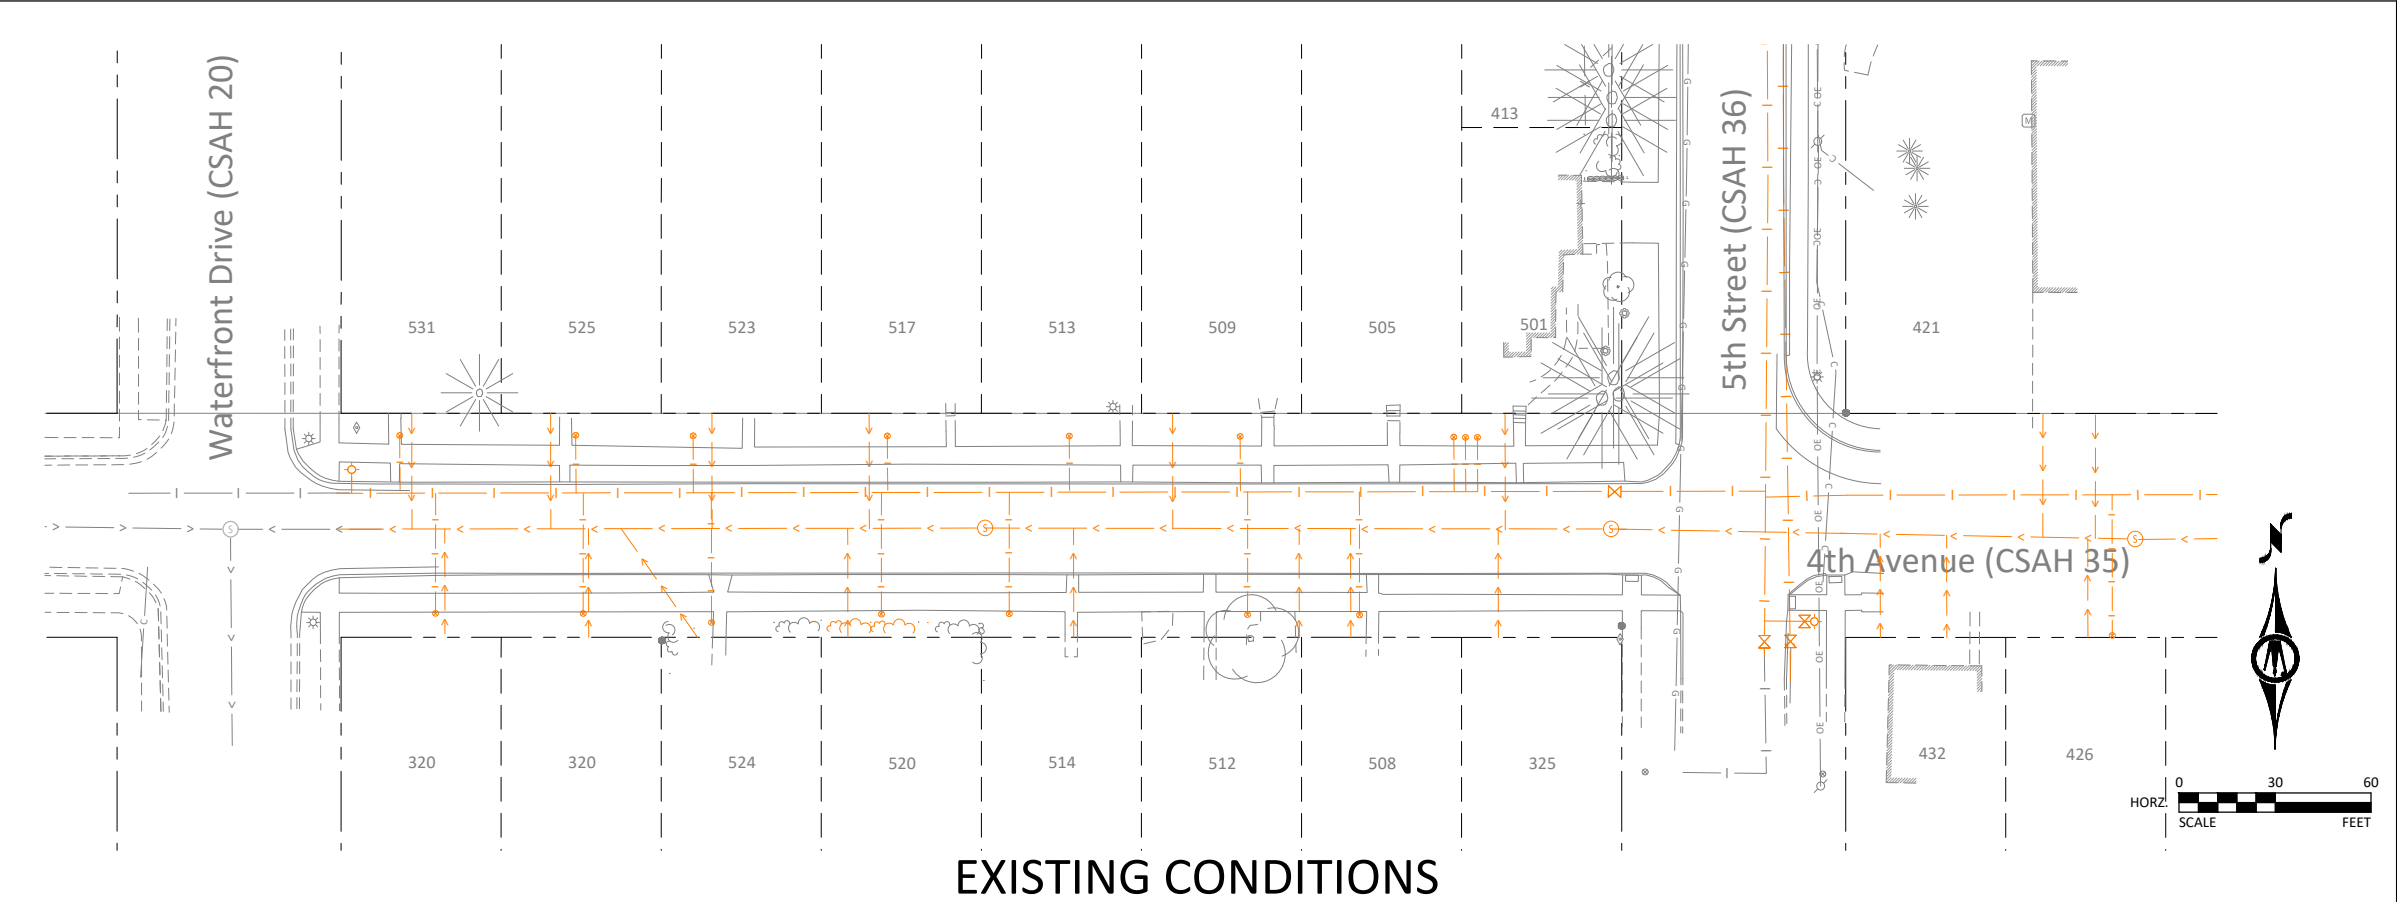 Waterfront Drive (CSAH 20)
5th Street (CSAH 36)
413
531
525
523
517
513
509
505
501
421
4th Avenue (CSAH 35)
320
320
524
520
514
512
508
325
432
426
0 30 60
HORZ.
SCALE FEET
EXISTING CONDITIONS